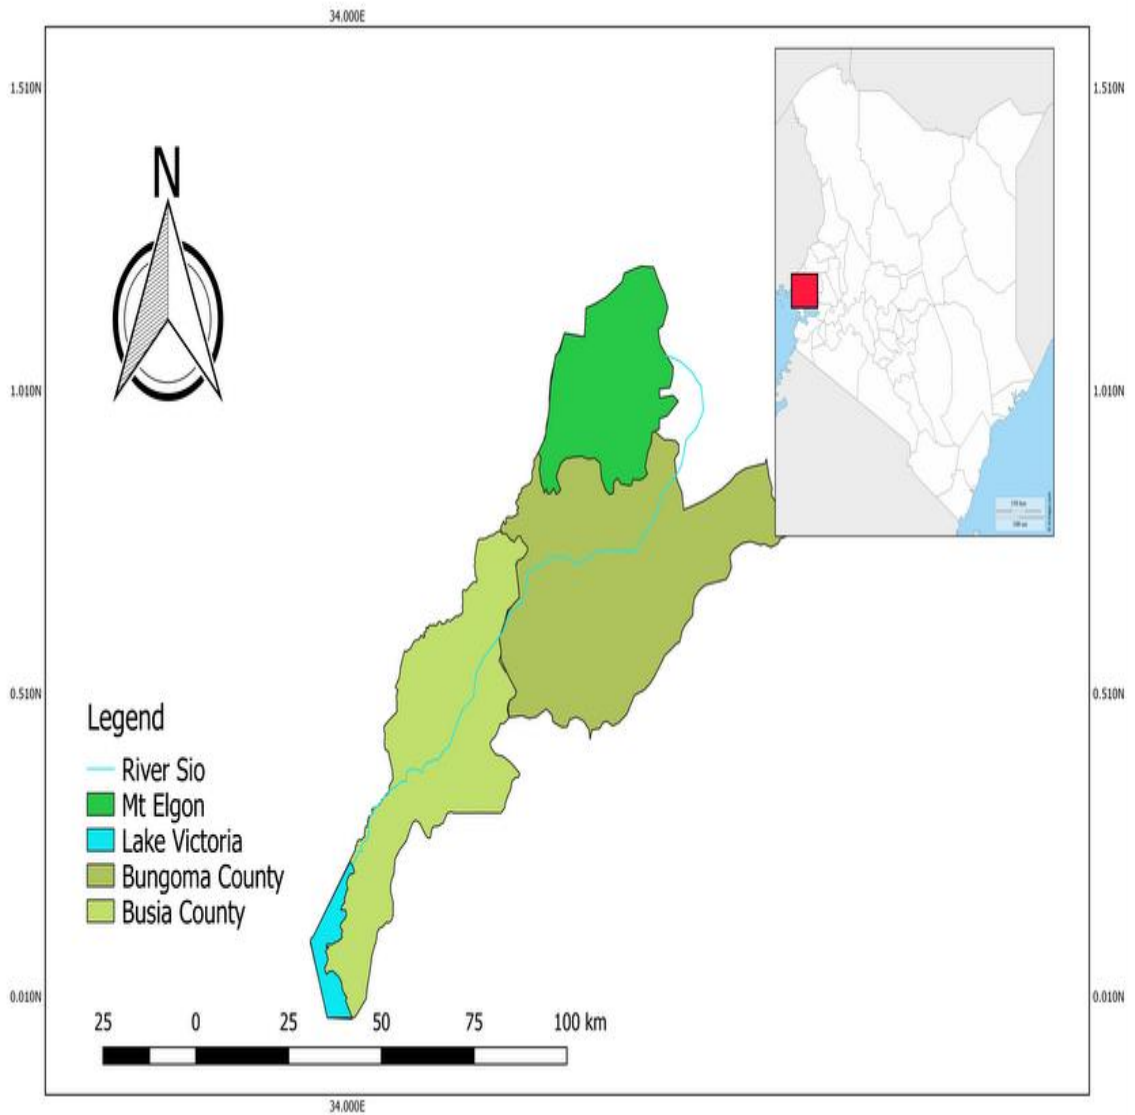 34.000E
1.510N
1.510N
N
1.010N
1.010N
0.510N
0.510N
Legend
River Sio
Mt Elgon
Lake Victoria
Bungoma County
Busia County
0.010N
0.010N
25 0 25 50 75 100 km
34.000E